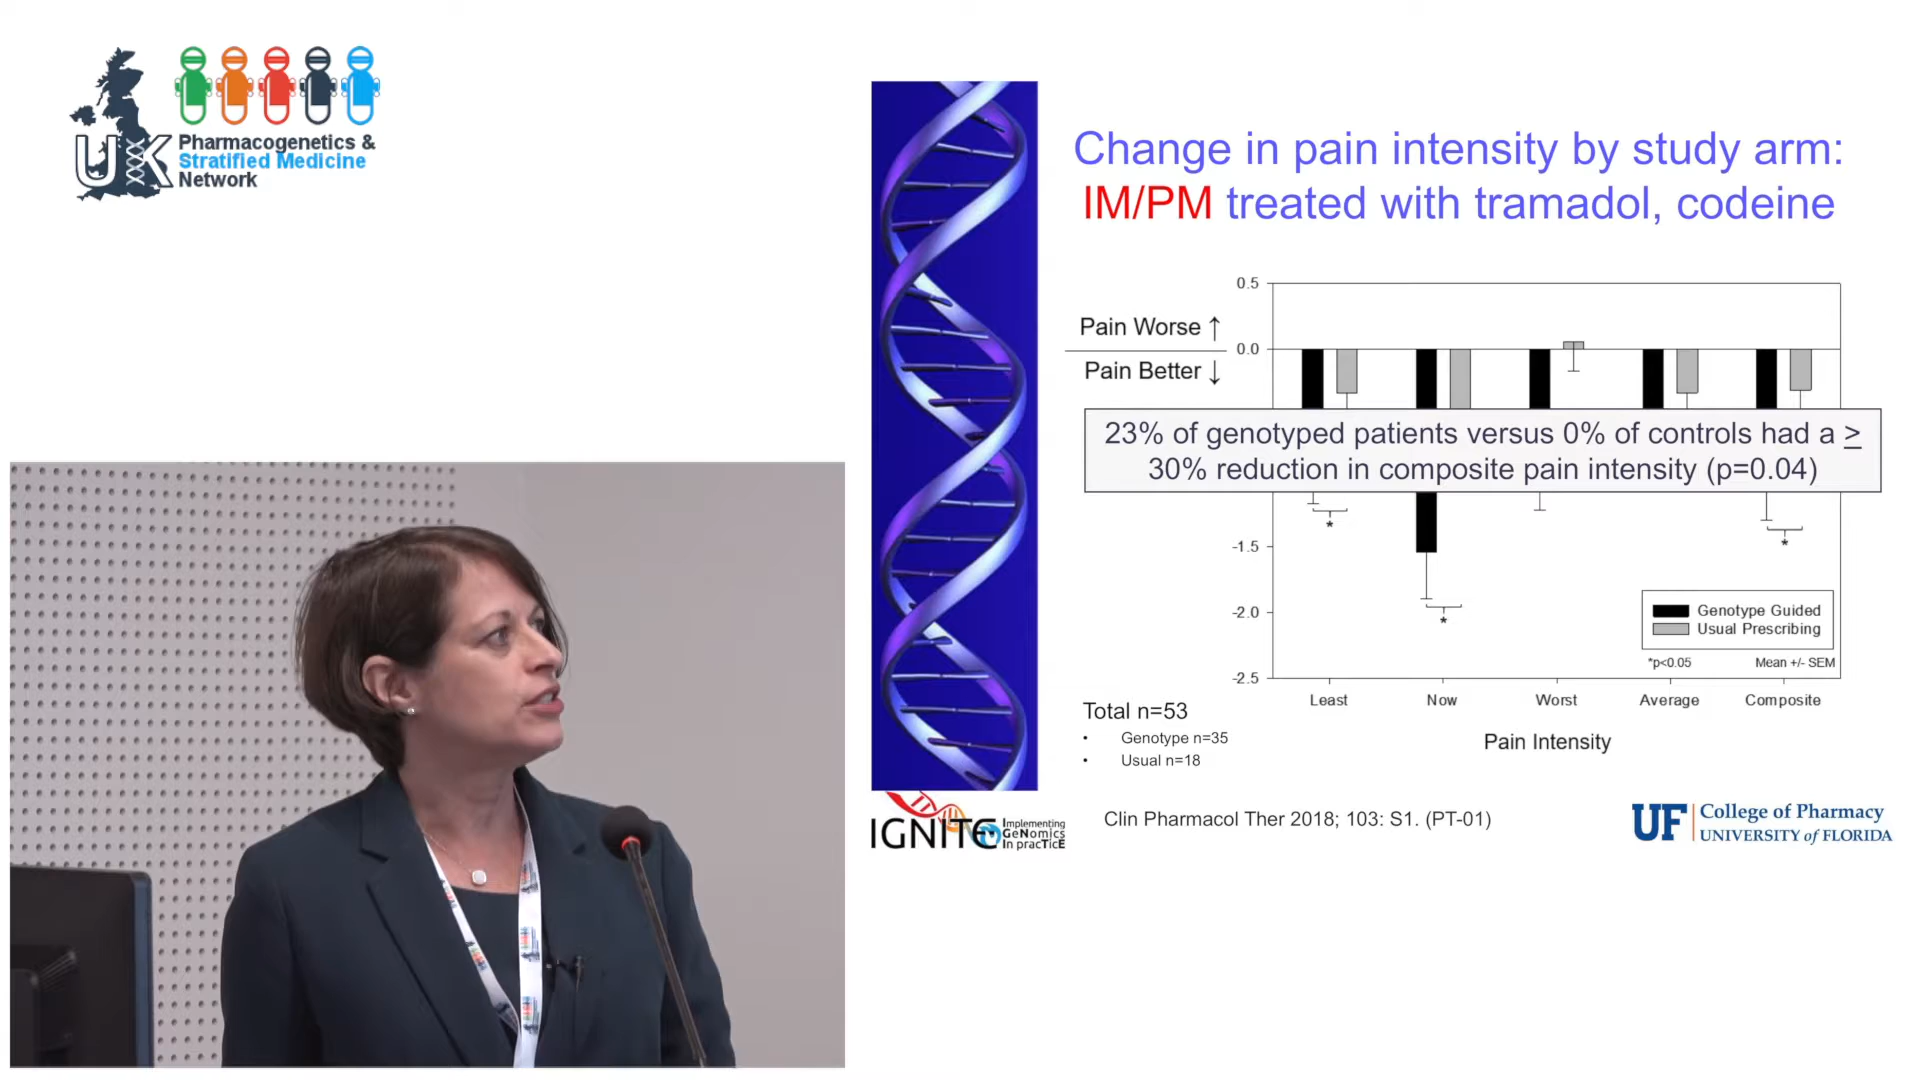 UK
Pharmacogenetics &
Stratified Medicine
Network
Change in pain intensity by study arm:
IM/PM treated with tramadol, codeine
Pain Worse ↑
Pain Better ↓
0.5
0.0
23% of genotyped patients versus 0% of controls had a ≥
30% reduction in composite pain intensity (p=0.04)
-1.5
-2.0
-2.5
*
*
*
Genotype Guided
Usual Prescribing
*p<0.05 Mean +/- SEM
Least Now Worst Average Composite
Pain Intensity
Total n=53
• Genotype n=35
• Usual n=18
IGNITE Implementing
GeNomics
In pracTicE
Clin Pharmacol Ther 2018; 103: S1. (PT-01)
UF College of Pharmacy
UNIVERSITY of FLORIDA